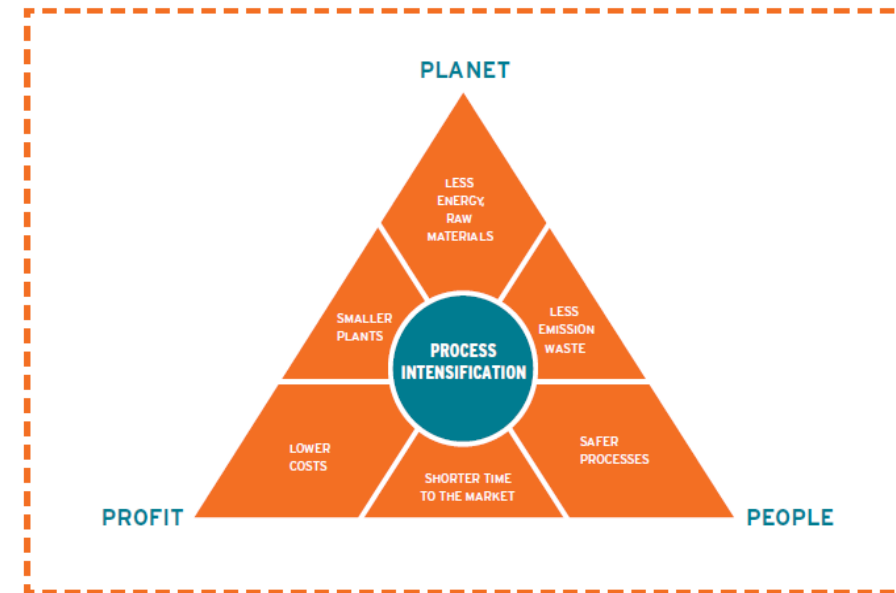 PLANET
LESS
ENERGY,
RAW
MATERIALS
SMALLER
PLANTS
LESS
EMISSION
WASTE
PROCESS
INTENSIFICATION
LOWER
COSTS
SAFER
PROCESSES
SHORTER TIME
TO THE MARKET
PROFIT
PEOPLE